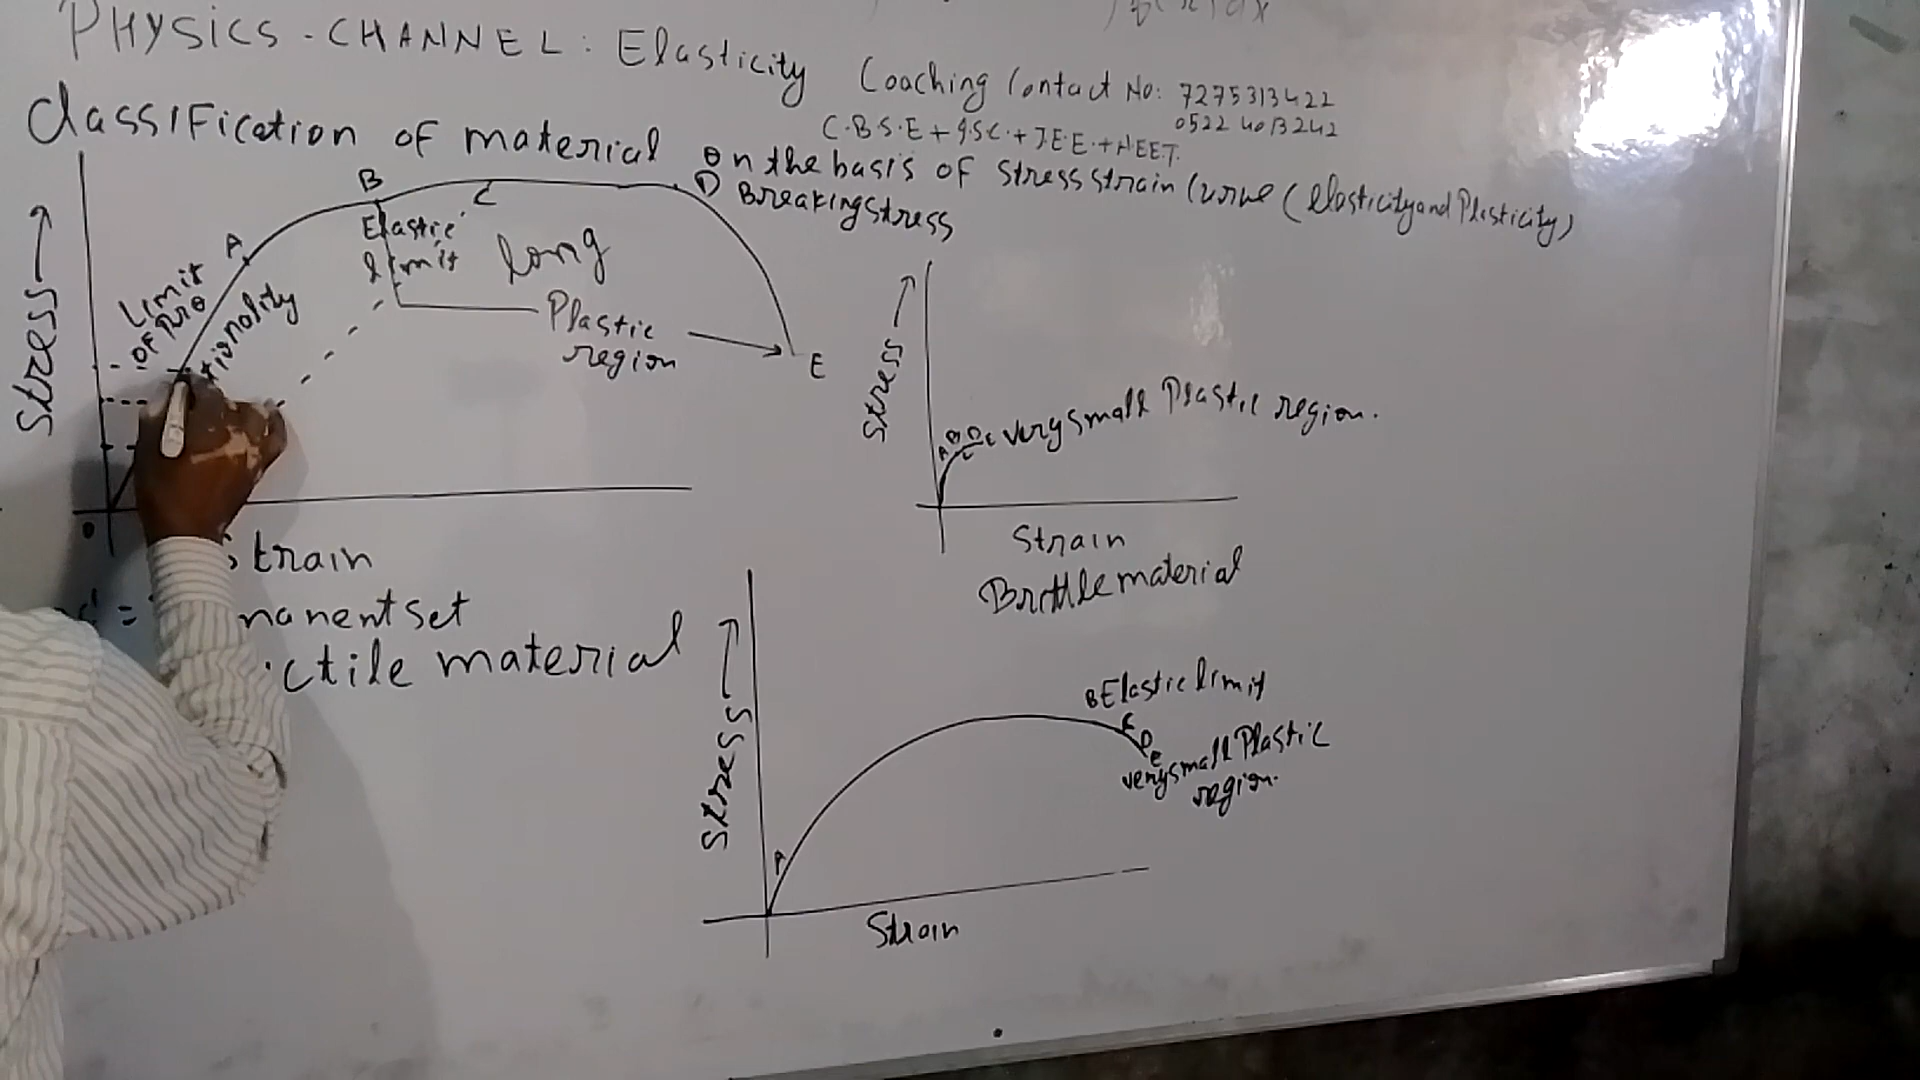 PHYSICS-CHANNEL: Elasticity
Coaching Contact No: 7275313422
0522 4013242
C.B.S.E + I.S.C. + J.E.E. + NEET.
Classification of material on the basis of stress strain Curve (elasticity and Plasticity)
Stress
Limit
of Pro
tionality
A
B
Elastic
limit
C
long
D Breaking stress
Plastic
region
E
O
Strain
nanent set
ctile material
Stress
A
very small Plastic region.
Strain
Brittle material
Stress
A
B Elastic limit
C
D
E
very small Plastic
region.
Strain